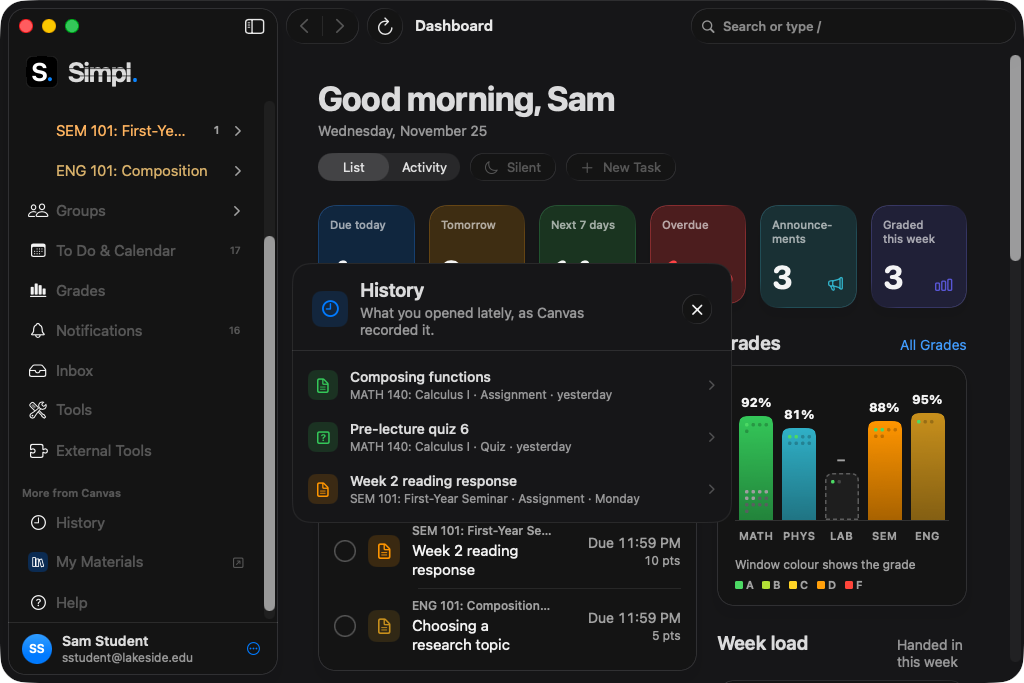 Dashboard
Search or type /
S. Simpl.
SEM 101: First-Ye... 1
ENG 101: Composition
Groups
To Do & Calendar 17
Grades
Notifications 16
Inbox
Tools
External Tools
More from Canvas
History
My Materials
? Help
SS
Sam Student
sstudent@lakeside.edu
Good morning, Sam
Wednesday, November 25
List Activity Silent + New Task
Due today
Tomorrow
Next 7 days
Overdue
Announce-
ments
3
Graded
this week
3
History
What you opened lately, as Canvas
recorded it.
Composing functions
MATH 140: Calculus I · Assignment · yesterday
Pre-lecture quiz 6
MATH 140: Calculus I · Quiz · yesterday
Week 2 reading response
SEM 101: First-Year Seminar · Assignment · Monday
SEM 101: First-Year Se...
Week 2 reading
response
Due 11:59 PM
10 pts
ENG 101: Composition...
Choosing a
research topic
Due 11:59 PM
5 pts
rades
All Grades
92% 81% – 88% 95%
MATH PHYS LAB SEM ENG
Window colour shows the grade
A B C D F
Week load
Handed in
this week